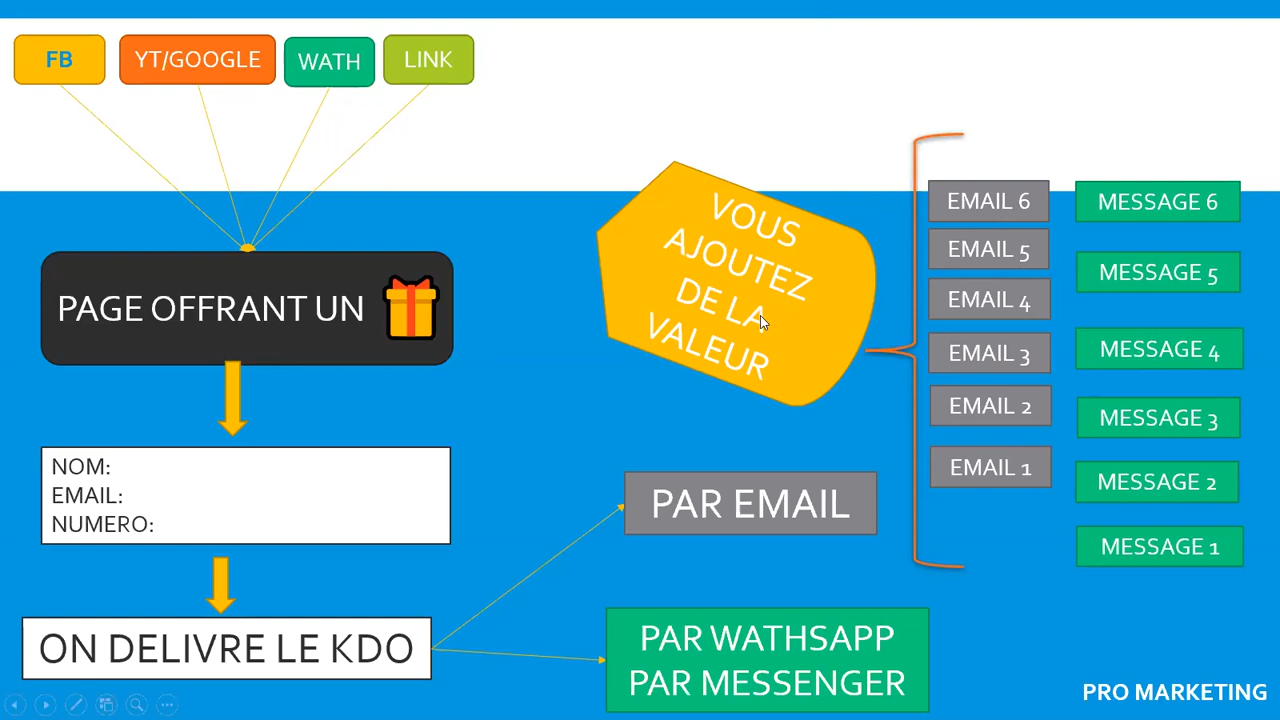 FB
YT/GOOGLE
WATH
LINK
PAGE OFFRANT UN
NOM:
EMAIL:
NUMERO:
ON DELIVRE LE KDO
PAR EMAIL
PAR WATHSAPP
PAR MESSENGER
VOUS
AJOUTEZ
DE LA
VALEUR
EMAIL 6
EMAIL 5
EMAIL 4
EMAIL 3
EMAIL 2
EMAIL 1
MESSAGE 6
MESSAGE 5
MESSAGE 4
MESSAGE 3
MESSAGE 2
MESSAGE 1
PRO MARKETING